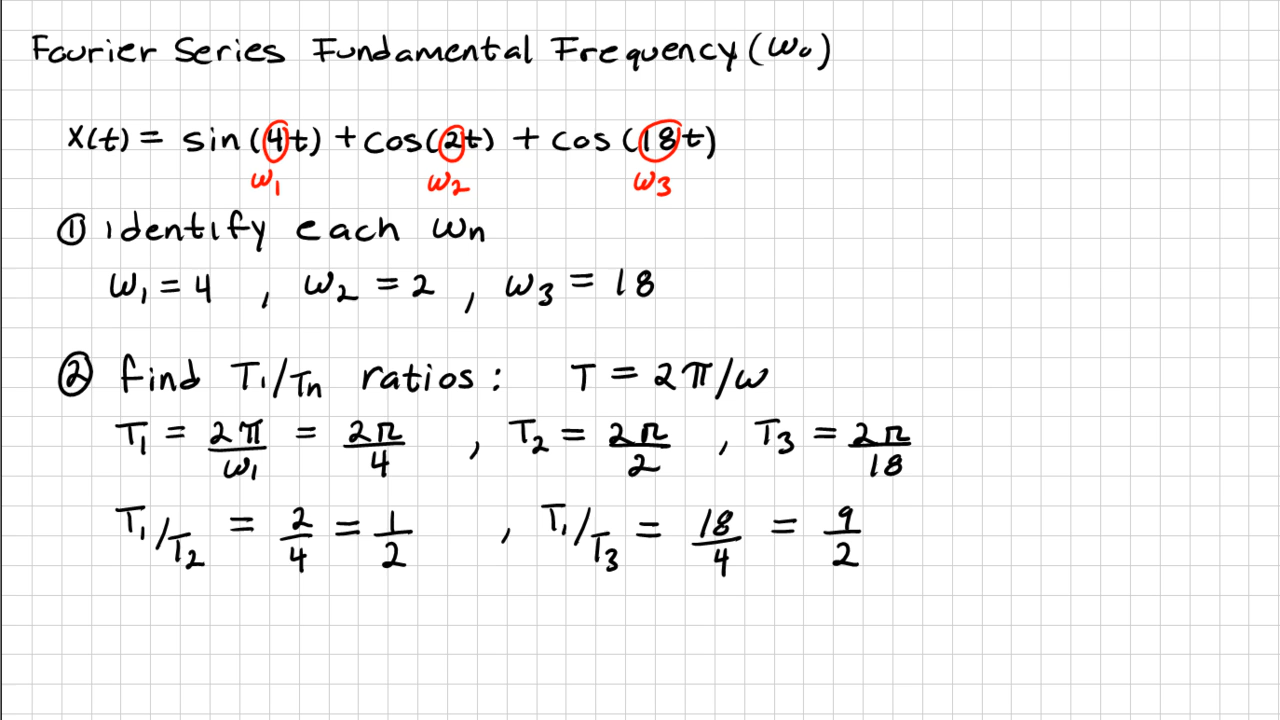 Fourier Series Fundamental Frequency (ω₀)
x(t) = sin(4t) + cos(2t) + cos(18t)
ω₁ ω₂ ω₃
① identify each ωn
ω₁ = 4 , ω₂ = 2 , ω₃ = 18
② find T₁/Tn ratios: T = 2π/ω
T₁ = 2π/ω₁ = 2π/4 , T₂ = 2π/2 , T₃ = 2π/18
T₁/T₂ = 2/4 = 1/2 , T₁/T₃ = 18/4 = 9/2